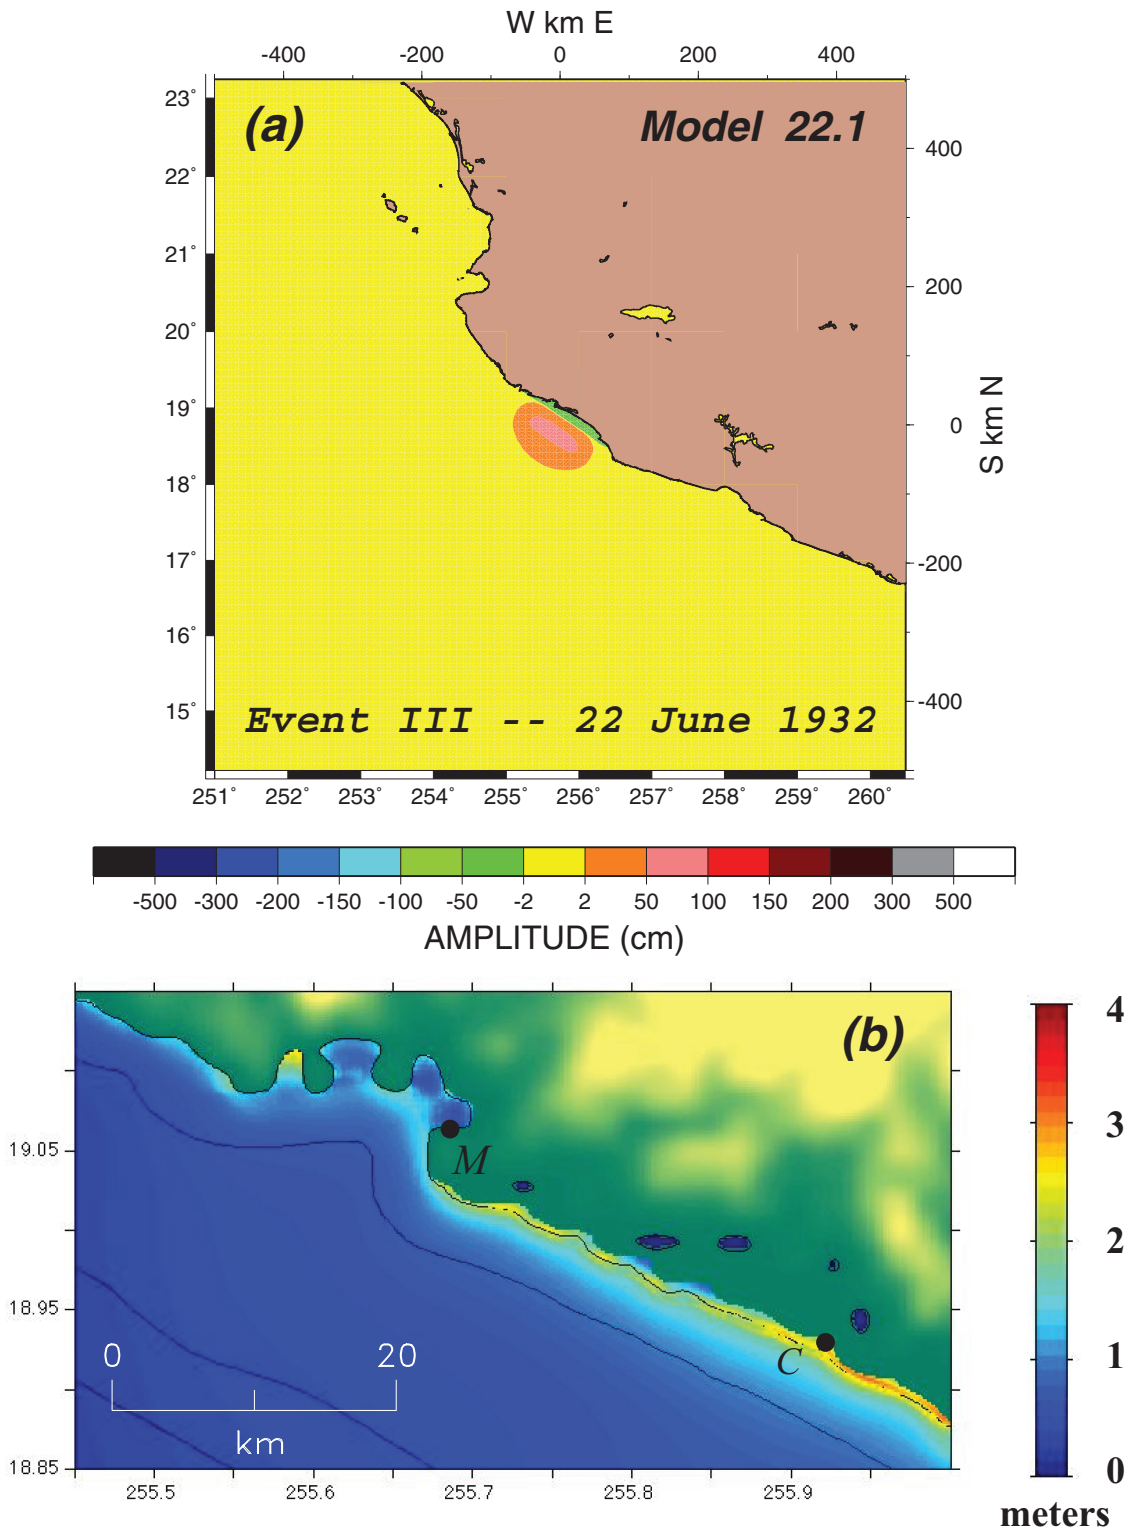 W km E
-400 -200 0 200 400
(a) Model 22.1
23°
22°
21°
20°
19°
18°
17°
16°
15°
400
200
0
-200
-400
S km N
Event III -- 22 June 1932
251° 252° 253° 254° 255° 256° 257° 258° 259° 260°
-500 -300 -200 -150 -100 -50 -2 2 50 100 150 200 300 500
AMPLITUDE (cm)
(b)
19.05
18.95
18.85
M
C
0 20
km
255.5 255.6 255.7 255.8 255.9
4
3
2
1
0
meters